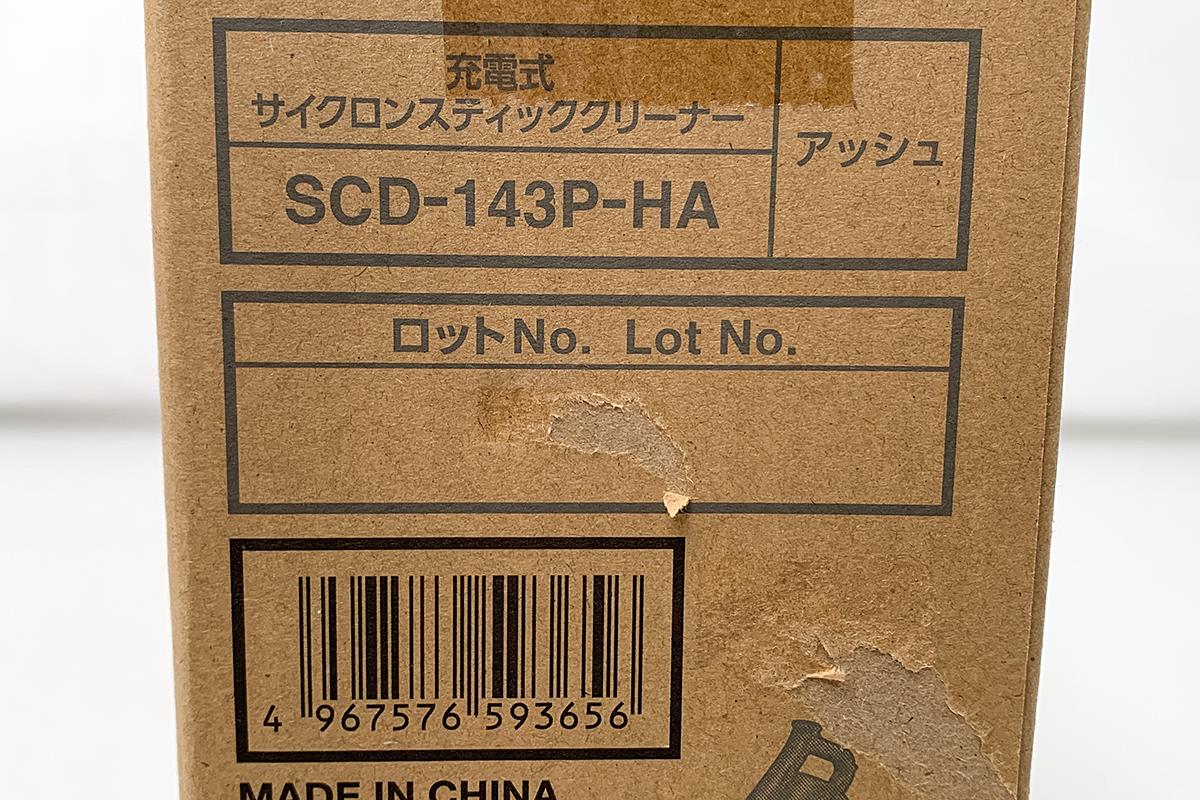 充電式
サイクロンスティッククリーナー
アッシュ
SCD-143P-HA
ロットNo. Lot No.
4 967576 593656
MADE IN CHINA